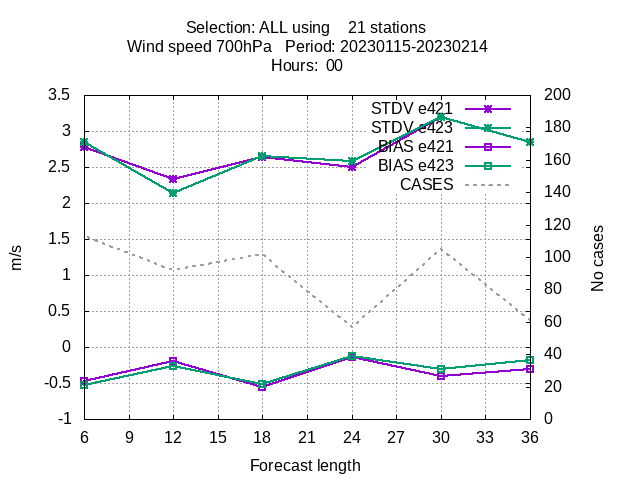 Selection: ALL using 21 stations
Wind speed 700hPa Period: 20230115-20230214
Hours: 00
3.5
3
2.5
2
1.5
1
0.5
0
-0.5
-1
m/s
STDV e421
STDV e423
BIAS e421
BIAS e423
CASES
200
180
160
140
120
100
80
60
40
20
0
No cases
6 9 12 15 18 21 24 27 30 33 36
Forecast length